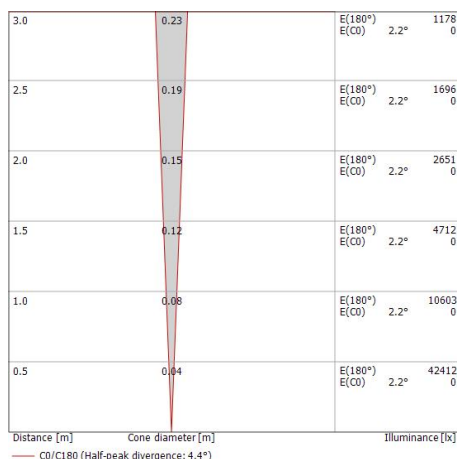 3.0 0.23 E(180°) 1178
E(C0) 2.2° 0
2.5 0.19 E(180°) 1696
E(C0) 2.2° 0
2.0 0.15 E(180°) 2651
E(C0) 2.2° 0
1.5 0.12 E(180°) 4712
E(C0) 2.2° 0
1.0 0.08 E(180°) 10603
E(C0) 2.2° 0
0.5 0.04 E(180°) 42412
E(C0) 2.2° 0
Distance [m] Cone diameter [m] Illuminance [lx]
C0/C180 (Half-peak divergence: 4.4°)